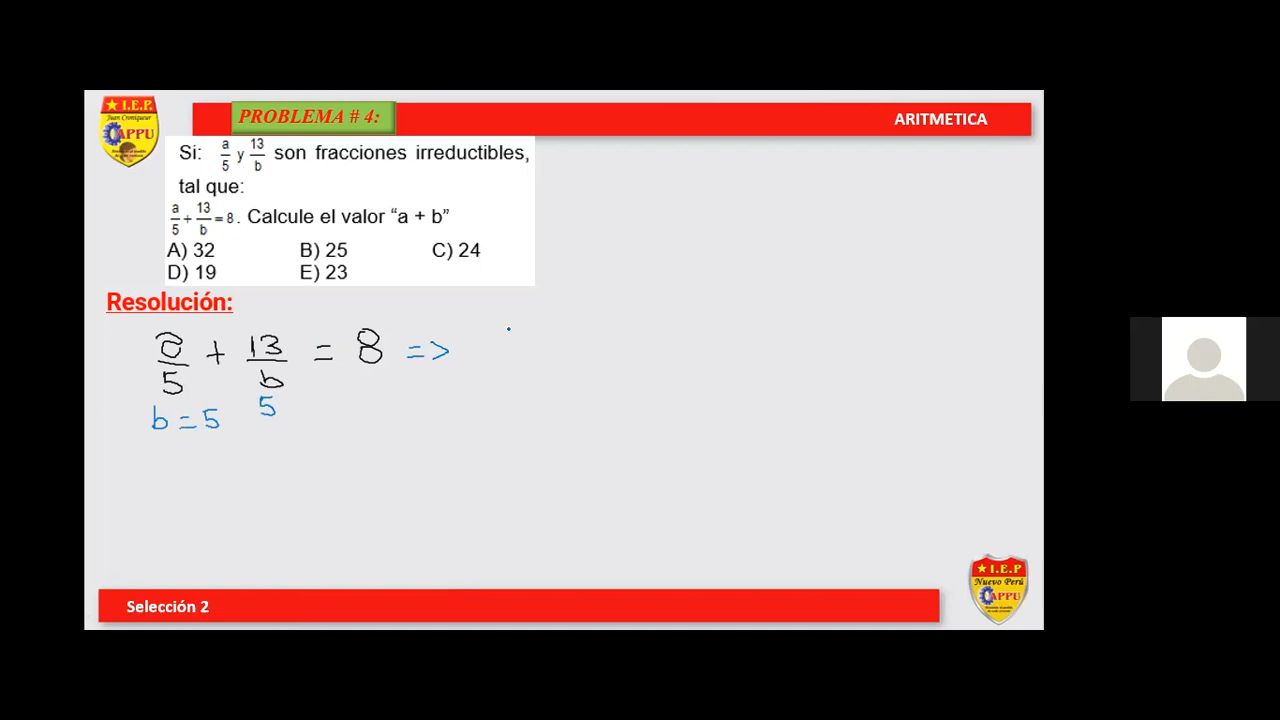 I.E.P.
Juan Croniqueur
APPU
PROBLEMA # 4:
ARITMETICA
Si: a/5 y 13/b son fracciones irreductibles,
tal que:
a/5 + 13/b = 8. Calcule el valor “a + b”
A) 32 B) 25 C) 24
D) 19 E) 23
Resolución:
a/5 + 13/b = 8 =>
b = 5 5
I.E.P
Nuevo Perú
APPU
Selección 2